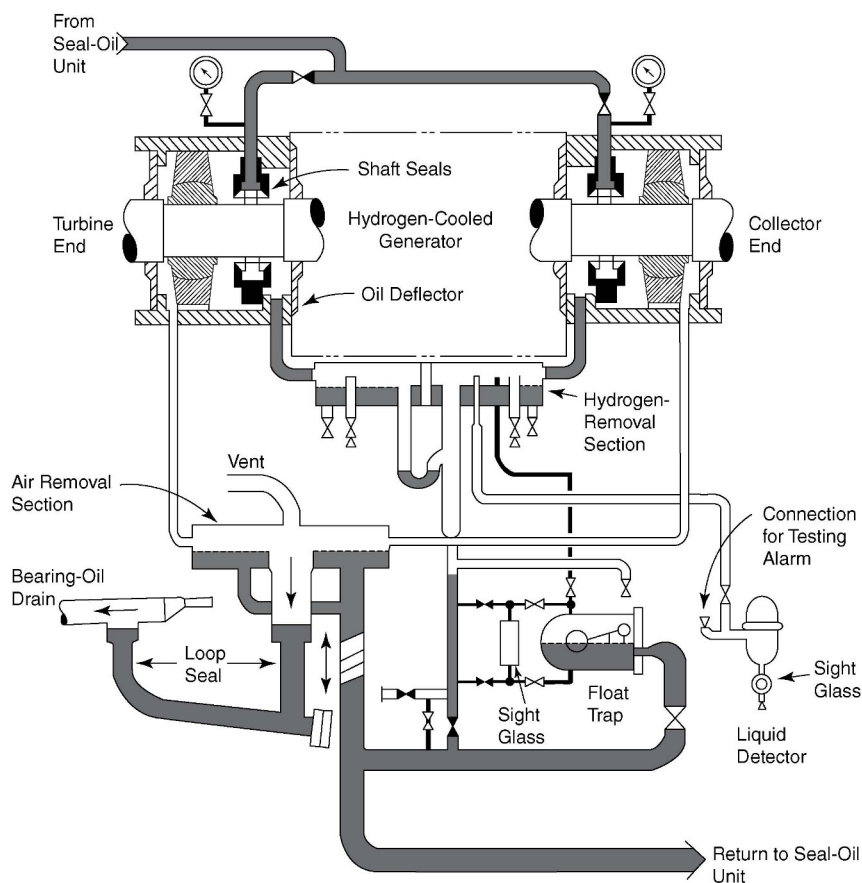 From
Seal-Oil
Unit
Shaft Seals
Turbine
End
Hydrogen-Cooled
Generator
Collector
End
Oil Deflector
Hydrogen-
Removal
Section
Vent
Air Removal
Section
Connection
for Testing
Alarm
Bearing-Oil
Drain
Loop
Seal
Sight
Glass
Float
Trap
Sight
Glass
Liquid
Detector
Return to Seal-Oil
Unit